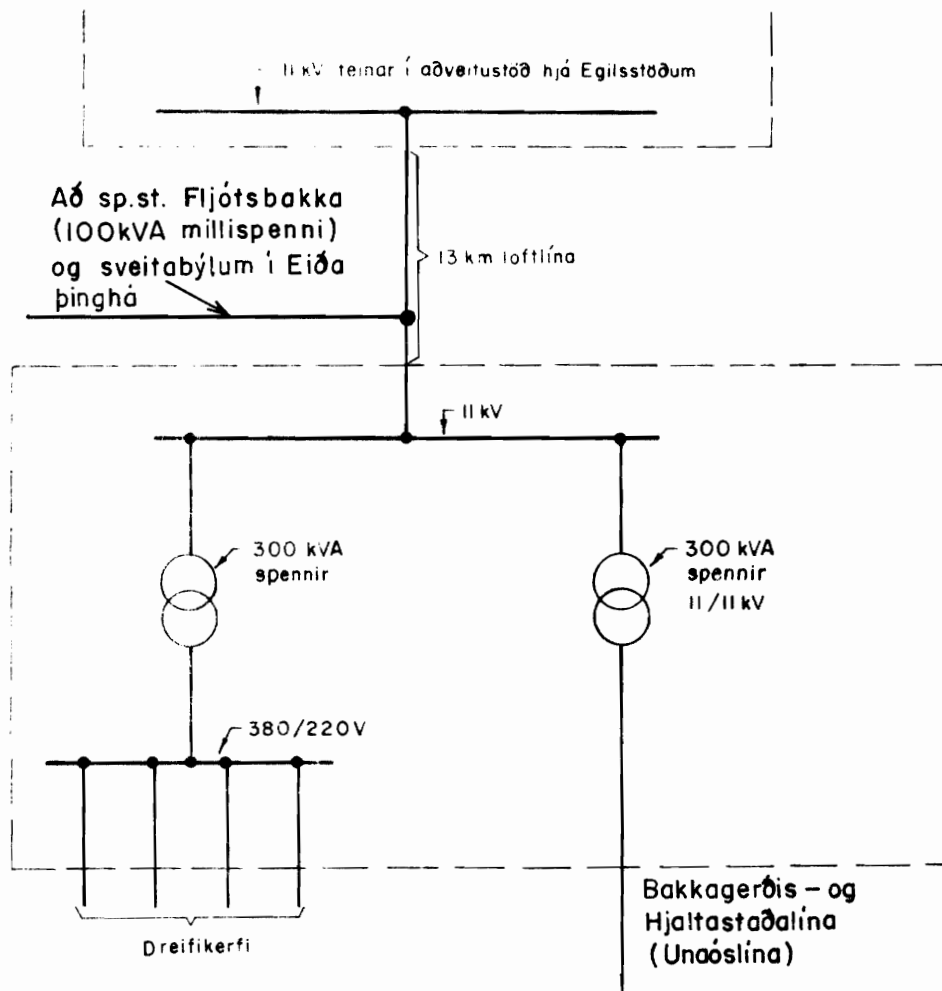 11 kV teinar í aðveitustöð hjá Egilsstöðum
Að sp.st. Fljótsbakka
(100kVA millispenni)
og sveitabýlum í Eiða
þinghá
13 km loftlína
11 kV
300 kVA
spennir
300 kVA
spennir
11/11 kV
380/220V
Dreifikerfi
Bakkagerðis – og
Hjaltastaðalína
(Unaóslína)